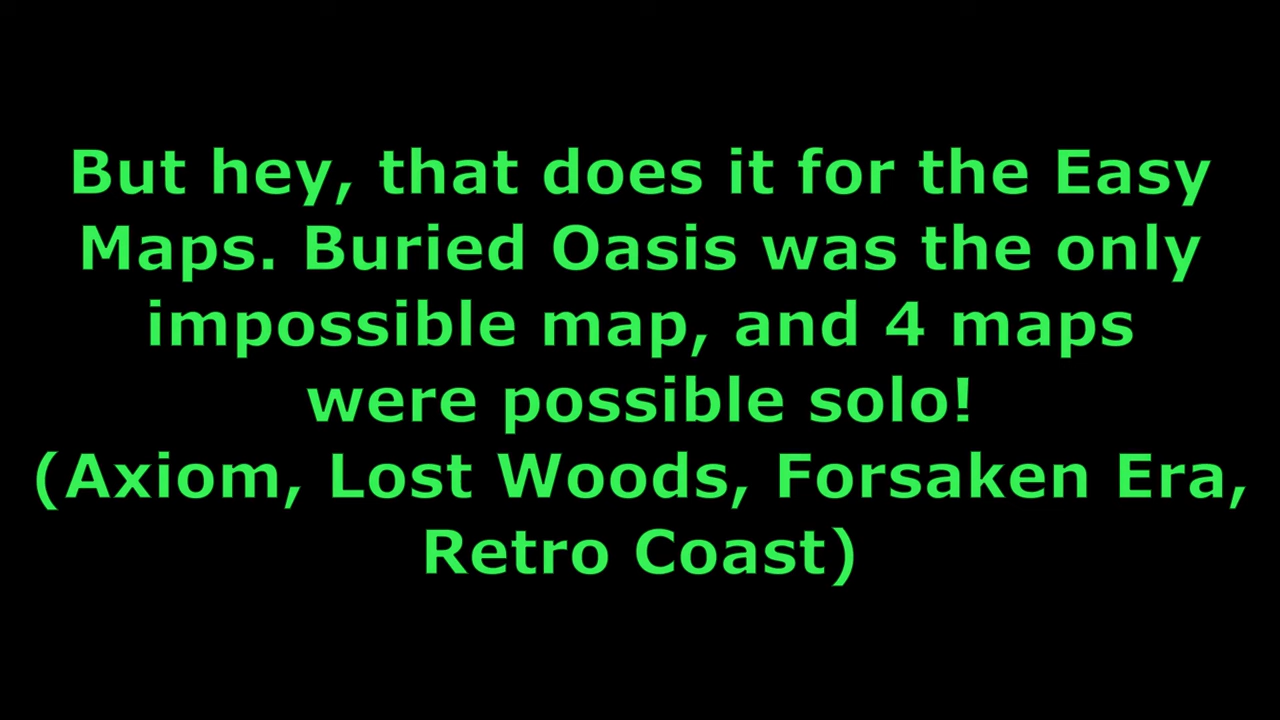 But hey, that does it for the Easy
Maps. Buried Oasis was the only
impossible map, and 4 maps
were possible solo!
(Axiom, Lost Woods, Forsaken Era,
Retro Coast)